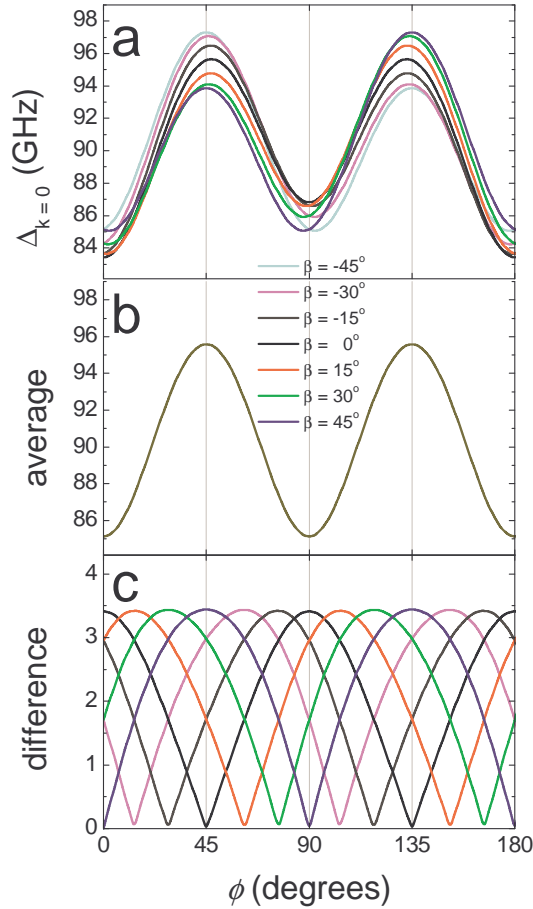 a
Δk = 0 (GHz)
98
96
94
92
90
88
86
84
β = -45°
β = -30°
β = -15°
β = 0°
β = 15°
β = 30°
β = 45°
b
average
98
96
94
92
90
88
86
c
difference
4
3
2
1
0
0 45 90 135 180
ϕ (degrees)